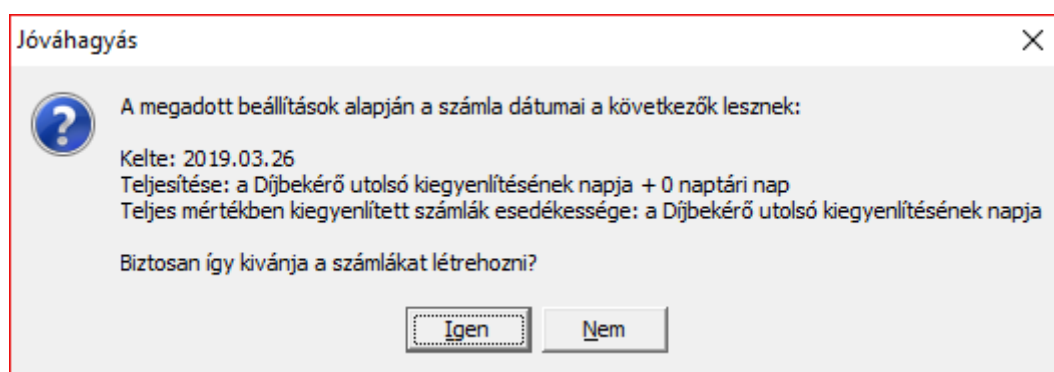 Jóváhagyás
A megadott beállítások alapján a számla dátumai a következők lesznek:
Kelte: 2019.03.26
Teljesítése: a Díjbekérő utolsó kiegyenlítésének napja + 0 naptári nap
Teljes mértékben kiegyenlített számlák esedékessége: a Díjbekérő utolsó kiegyenlítésének napja
Biztosan így kivánja a számlákat létrehozni?
Igen
Nem